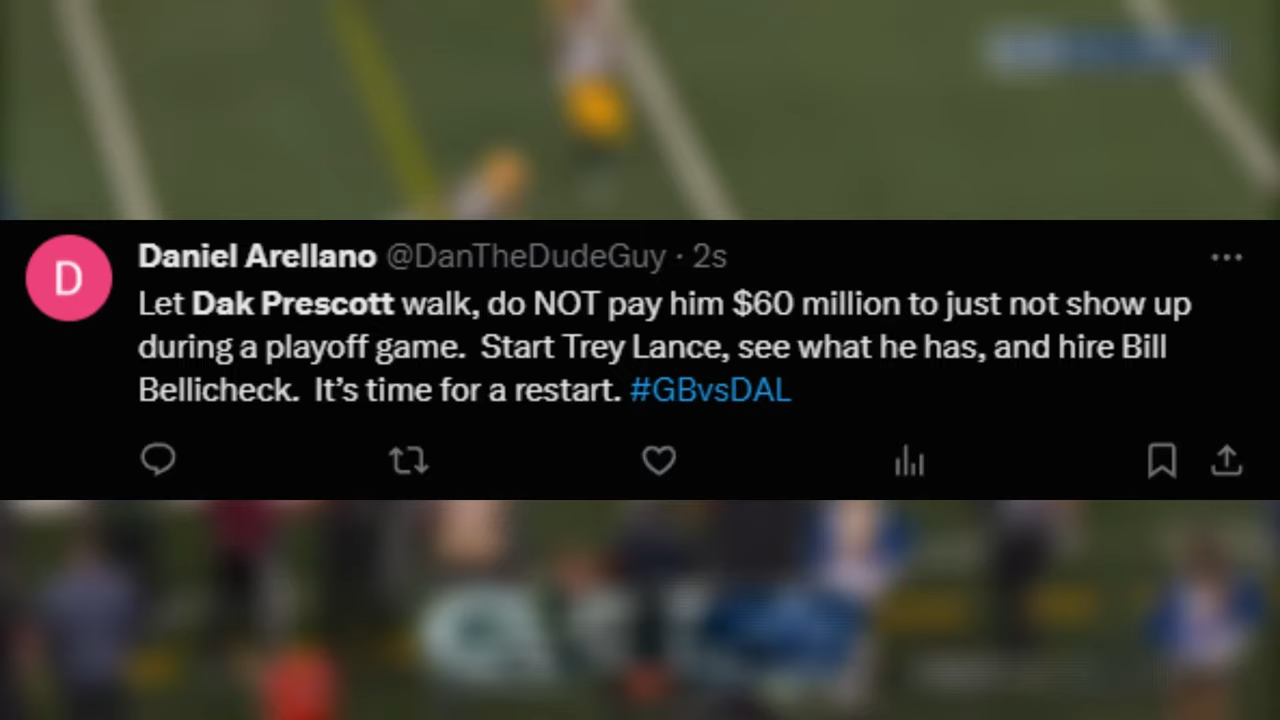 D
Daniel Arellano @DanTheDudeGuy · 2s
Let Dak Prescott walk, do NOT pay him $60 million to just not show up
during a playoff game.  Start Trey Lance, see what he has, and hire Bill
Bellicheck.  It’s time for a restart. #GBvsDAL